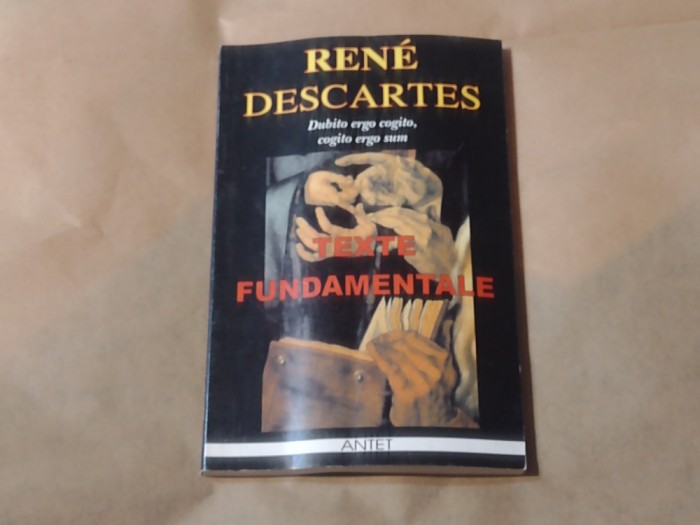 RENÉ
DESCARTES
Dubito ergo cogito,
cogito ergo sum
TEXTE
FUNDAMENTALE
ANTET